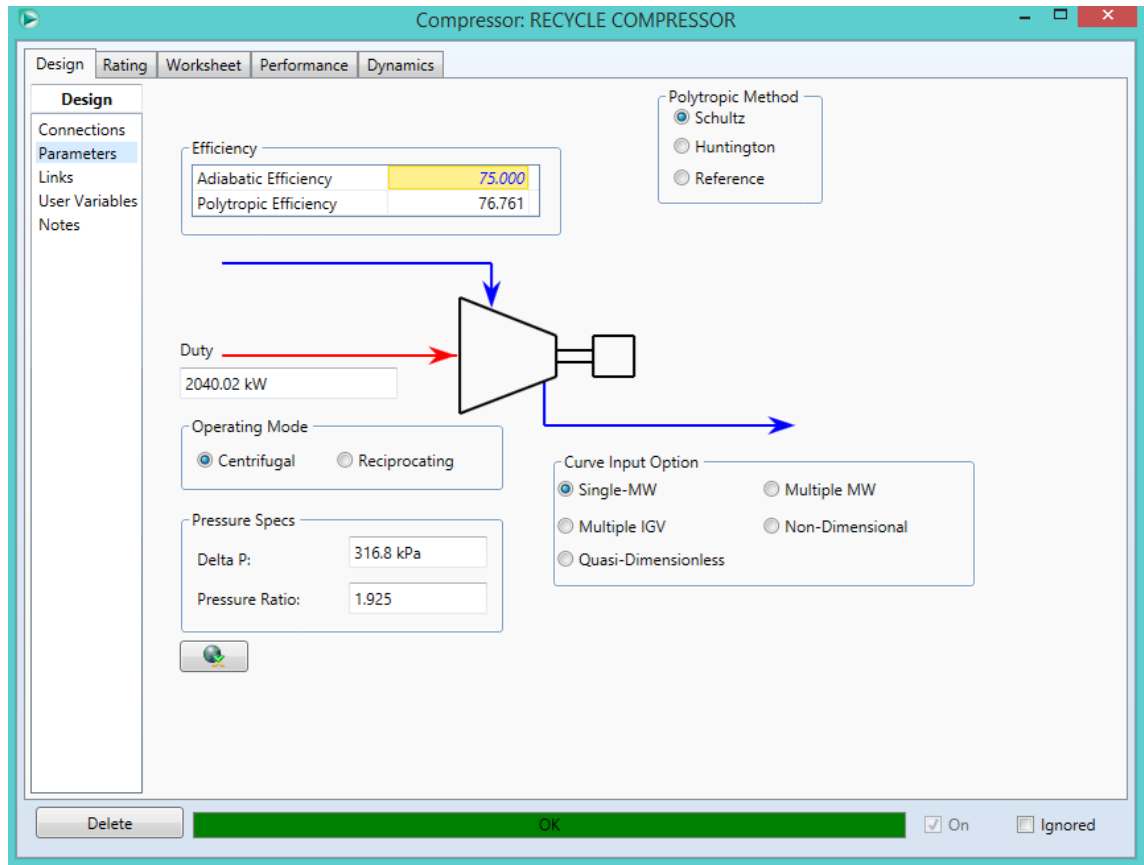 Compressor: RECYCLE COMPRESSOR
Design Rating Worksheet Performance Dynamics
Design
Connections
Parameters
Links
User Variables
Notes
Polytropic Method
Schultz
Huntington
Reference
Efficiency
Adiabatic Efficiency 75.000
Polytropic Efficiency 76.761
Duty
2040.02 kW
Operating Mode
Centrifugal Reciprocating
Curve Input Option
Single-MW Multiple MW
Multiple IGV Non-Dimensional
Quasi-Dimensionless
Pressure Specs
Delta P: 316.8 kPa
Pressure Ratio: 1.925
Delete OK On Ignored